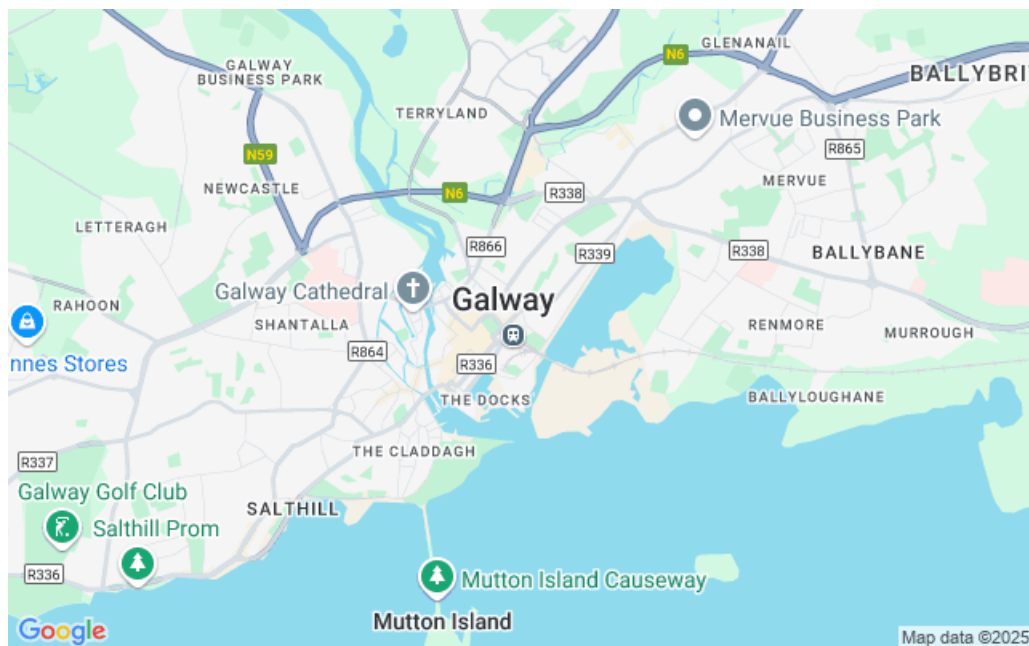 GLENANAIL
N6
GALWAY
BUSINESS PARK
BALLYBRI
TERRYLAND
Mervue Business Park
R865
N59
NEWCASTLE
MERVUE
N6
R338
LETTERAGH
R866
R339
R338
BALLYBANE
Galway Cathedral
Galway
RAHOON
SHANTALLA
RENMORE
MURROUGH
nnes Stores
R864
R336
THE DOCKS
BALLYLOUGHANE
THE CLADDAGH
R337
Galway Golf Club
SALTHILL
Salthill Prom
R336
Mutton Island Causeway
Mutton Island
Google
Map data ©2025